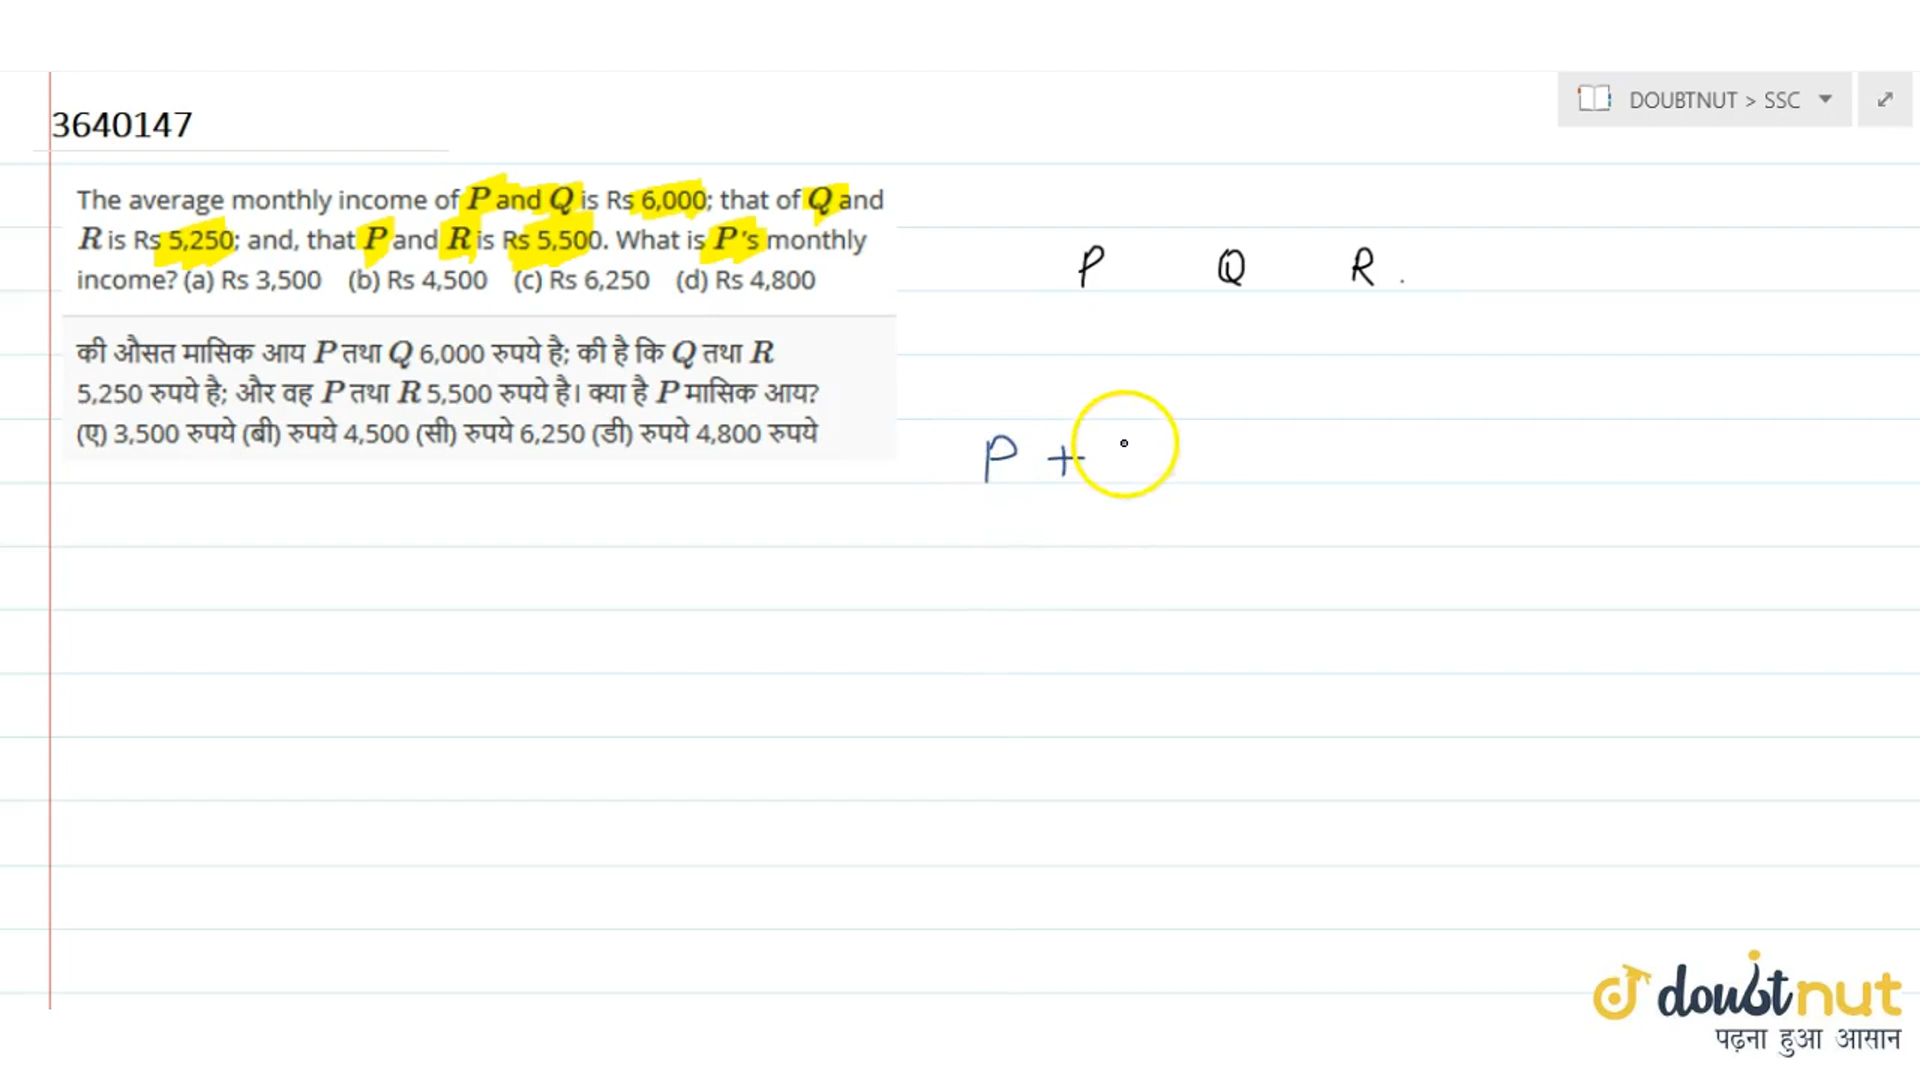 DOUBTNUT > SSC
3640147
The average monthly income of P and Q is Rs 6,000; that of Q and
R is Rs 5,250; and, that P and R is Rs 5,500. What is P's monthly
income? (a) Rs 3,500 (b) Rs 4,500 (c) Rs 6,250 (d) Rs 4,800
P Q R .
की औसत मासिक आय P तथा Q 6,000 रुपये है; की है कि Q तथा R
5,250 रुपये है; और वह P तथा R 5,500 रुपये है। क्या है P मासिक आय?
(ए) 3,500 रुपये (बी) रुपये 4,500 (सी) रुपये 6,250 (डी) रुपये 4,800 रुपये
P +
doubtnut
पढ़ना हुआ आसान